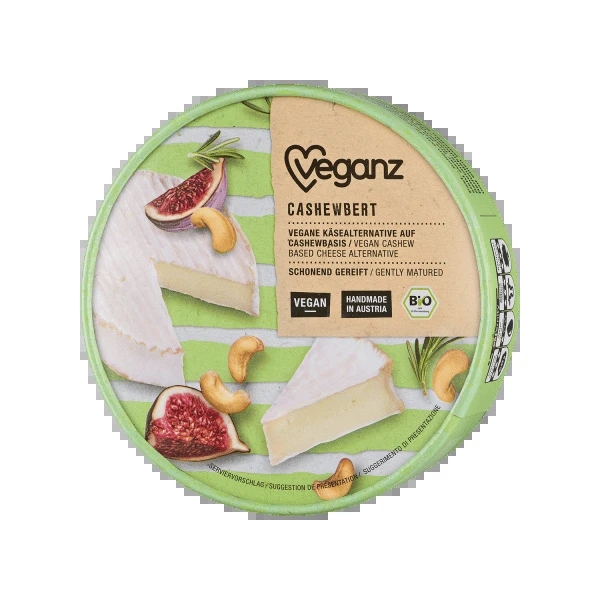 Veganz
CASHEWBERT
VEGANE KÄSEALTERNATIVE AUF
CASHEWBASIS / VEGAN CASHEW
BASED CHEESE ALTERNATIVE
SCHONEND GEREIFT / GENTLY MATURED
VEGAN
HANDMADE
IN AUSTRIA
BIO
SERVIERVORSCHLAG / SUGGESTION DE PRÉSENTATION / SUGGERIMENTO DI PRESENTAZIONE